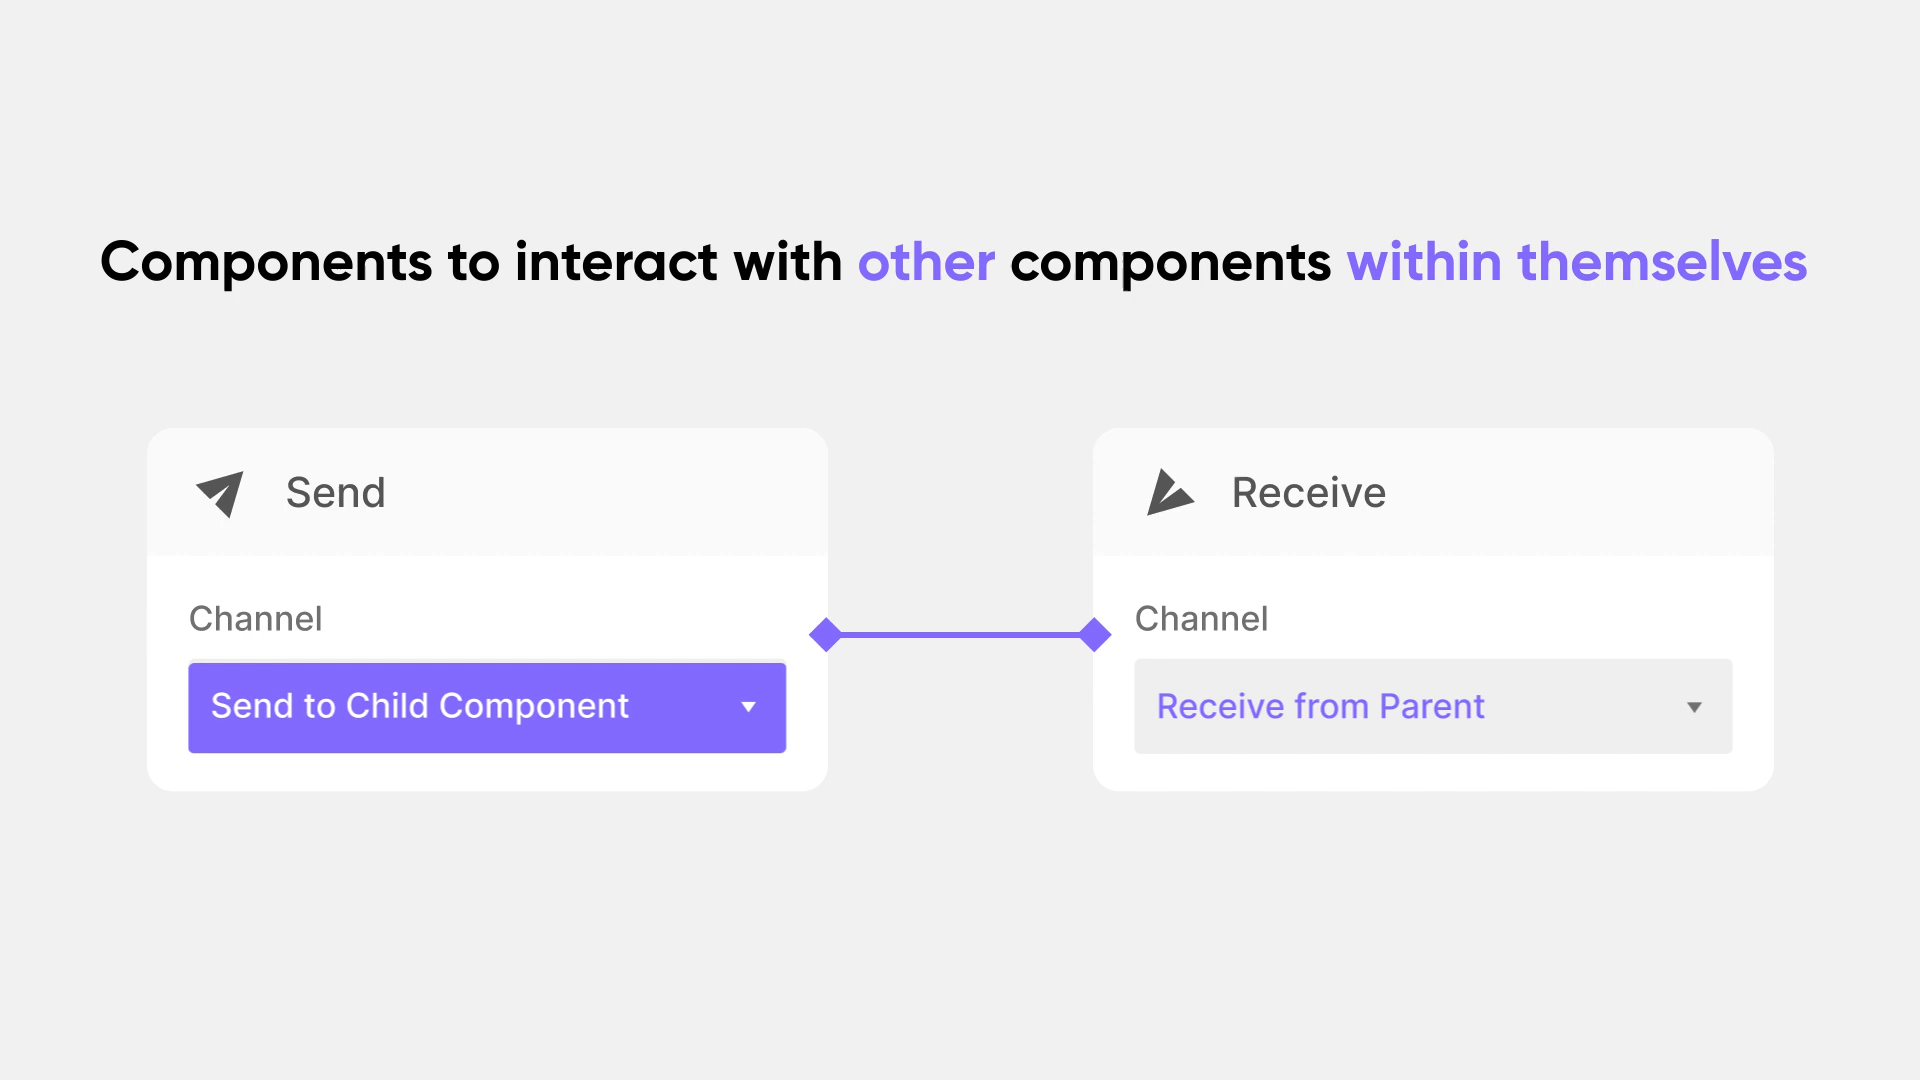 Components to interact with other components within themselves
Send
Channel
Send to Child Component
Receive
Channel
Receive from Parent